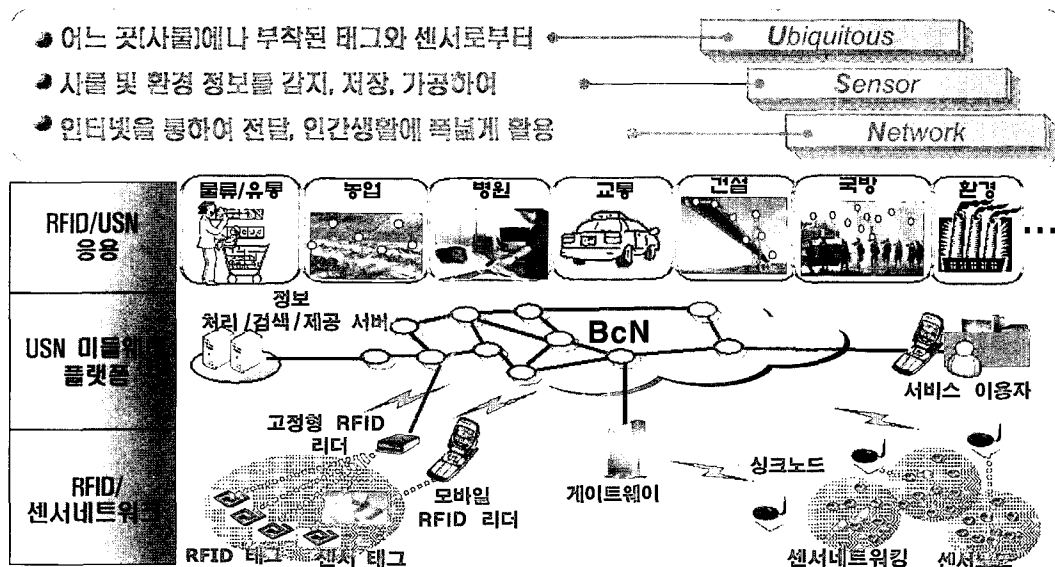 어느 곳(사물)에나 부착된 태그와 센서로부터
Ubiquitous
사물 및 환경 정보를 감지, 저장, 가공하여
Sensor
인터넷을 통하여 전달, 인간생활에 폭넓게 활용
Network
RFID/USN
응용
물류/유통
농업
병원
교통
건설
국방
환경
...
USN 미들웨
플랫폼
정보
처리/검색/제공 서버
BcN
서비스 이용자
RFID/
센서네트워크
고정형 RFID
리더
모바일
RFID 리더
RFID 태그
센서 태그
게이트웨이
싱크노드
센서네트워킹